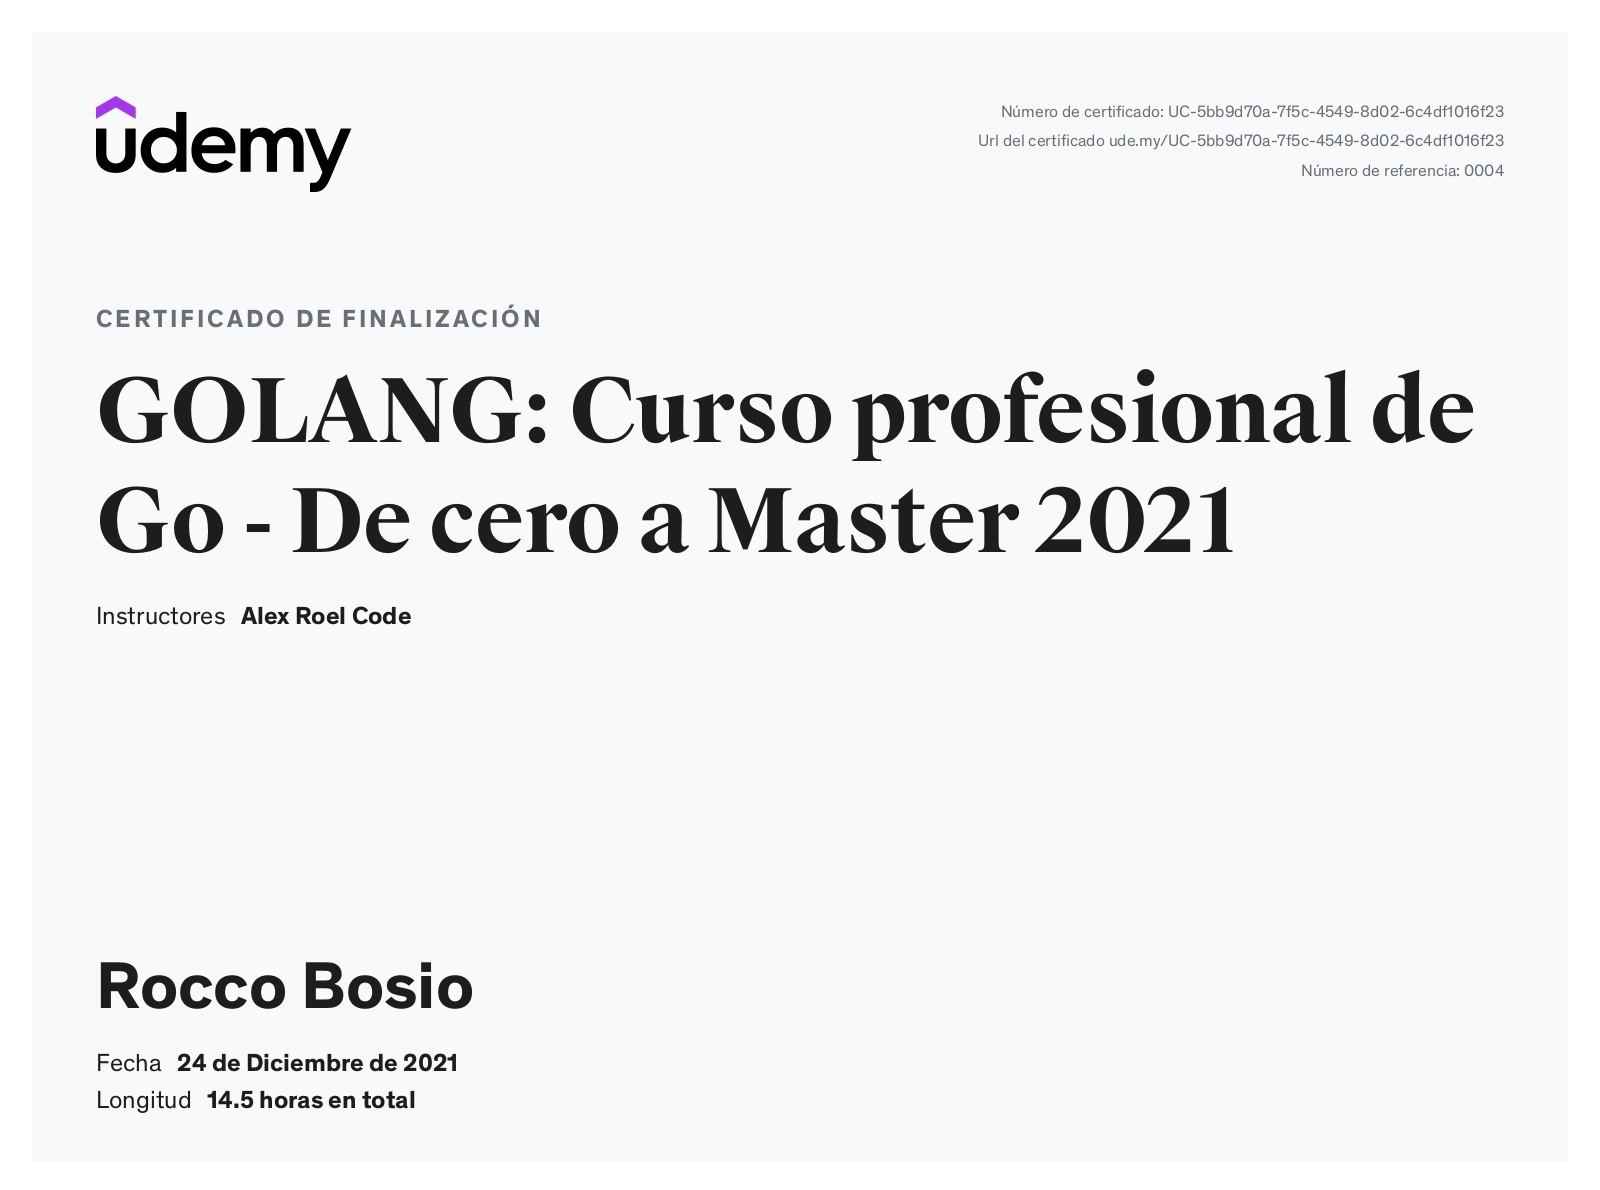 udemy
Número de certificado: UC-5bb9d70a-7f5c-4549-8d02-6c4df1016f23
Url del certificado ude.my/UC-5bb9d70a-7f5c-4549-8d02-6c4df1016f23
Número de referencia: 0004
CERTIFICADO DE FINALIZACIÓN
GOLANG: Curso profesional de
Go - De cero a Master 2021
Instructores Alex Roel Code
Rocco Bosio
Fecha 24 de Diciembre de 2021
Longitud 14.5 horas en total